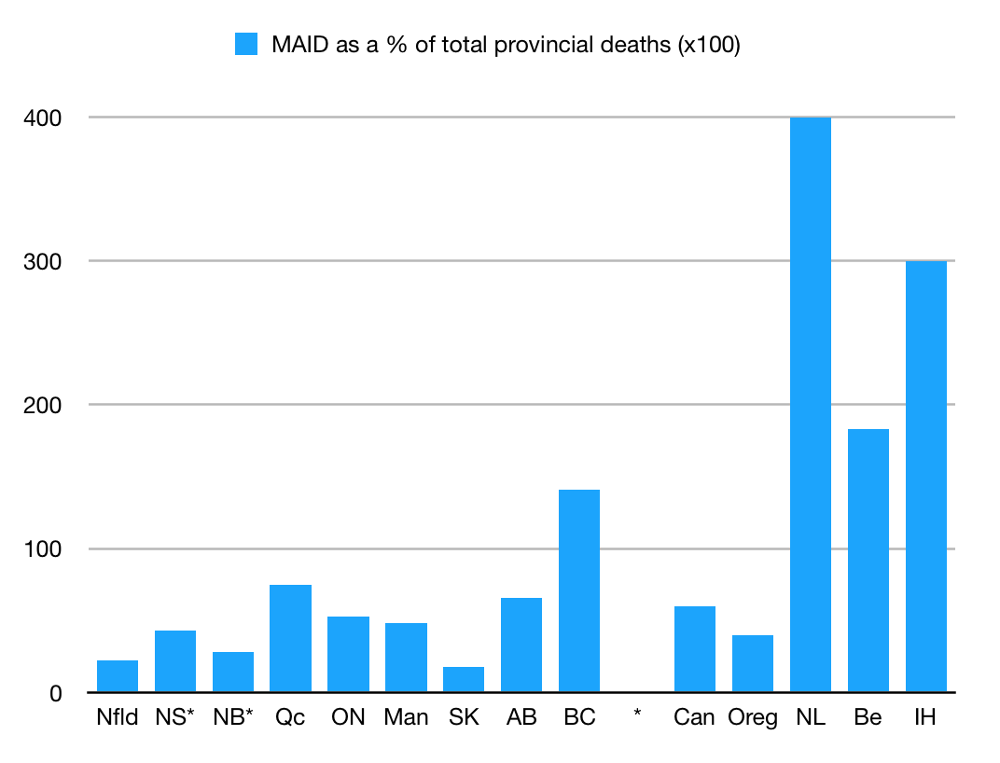 MAID as a % of total provincial deaths (x100)
400
300
200
100
0
Nfld NS* NB* Qc ON Man SK AB BC * Can Oreg NL Be IH